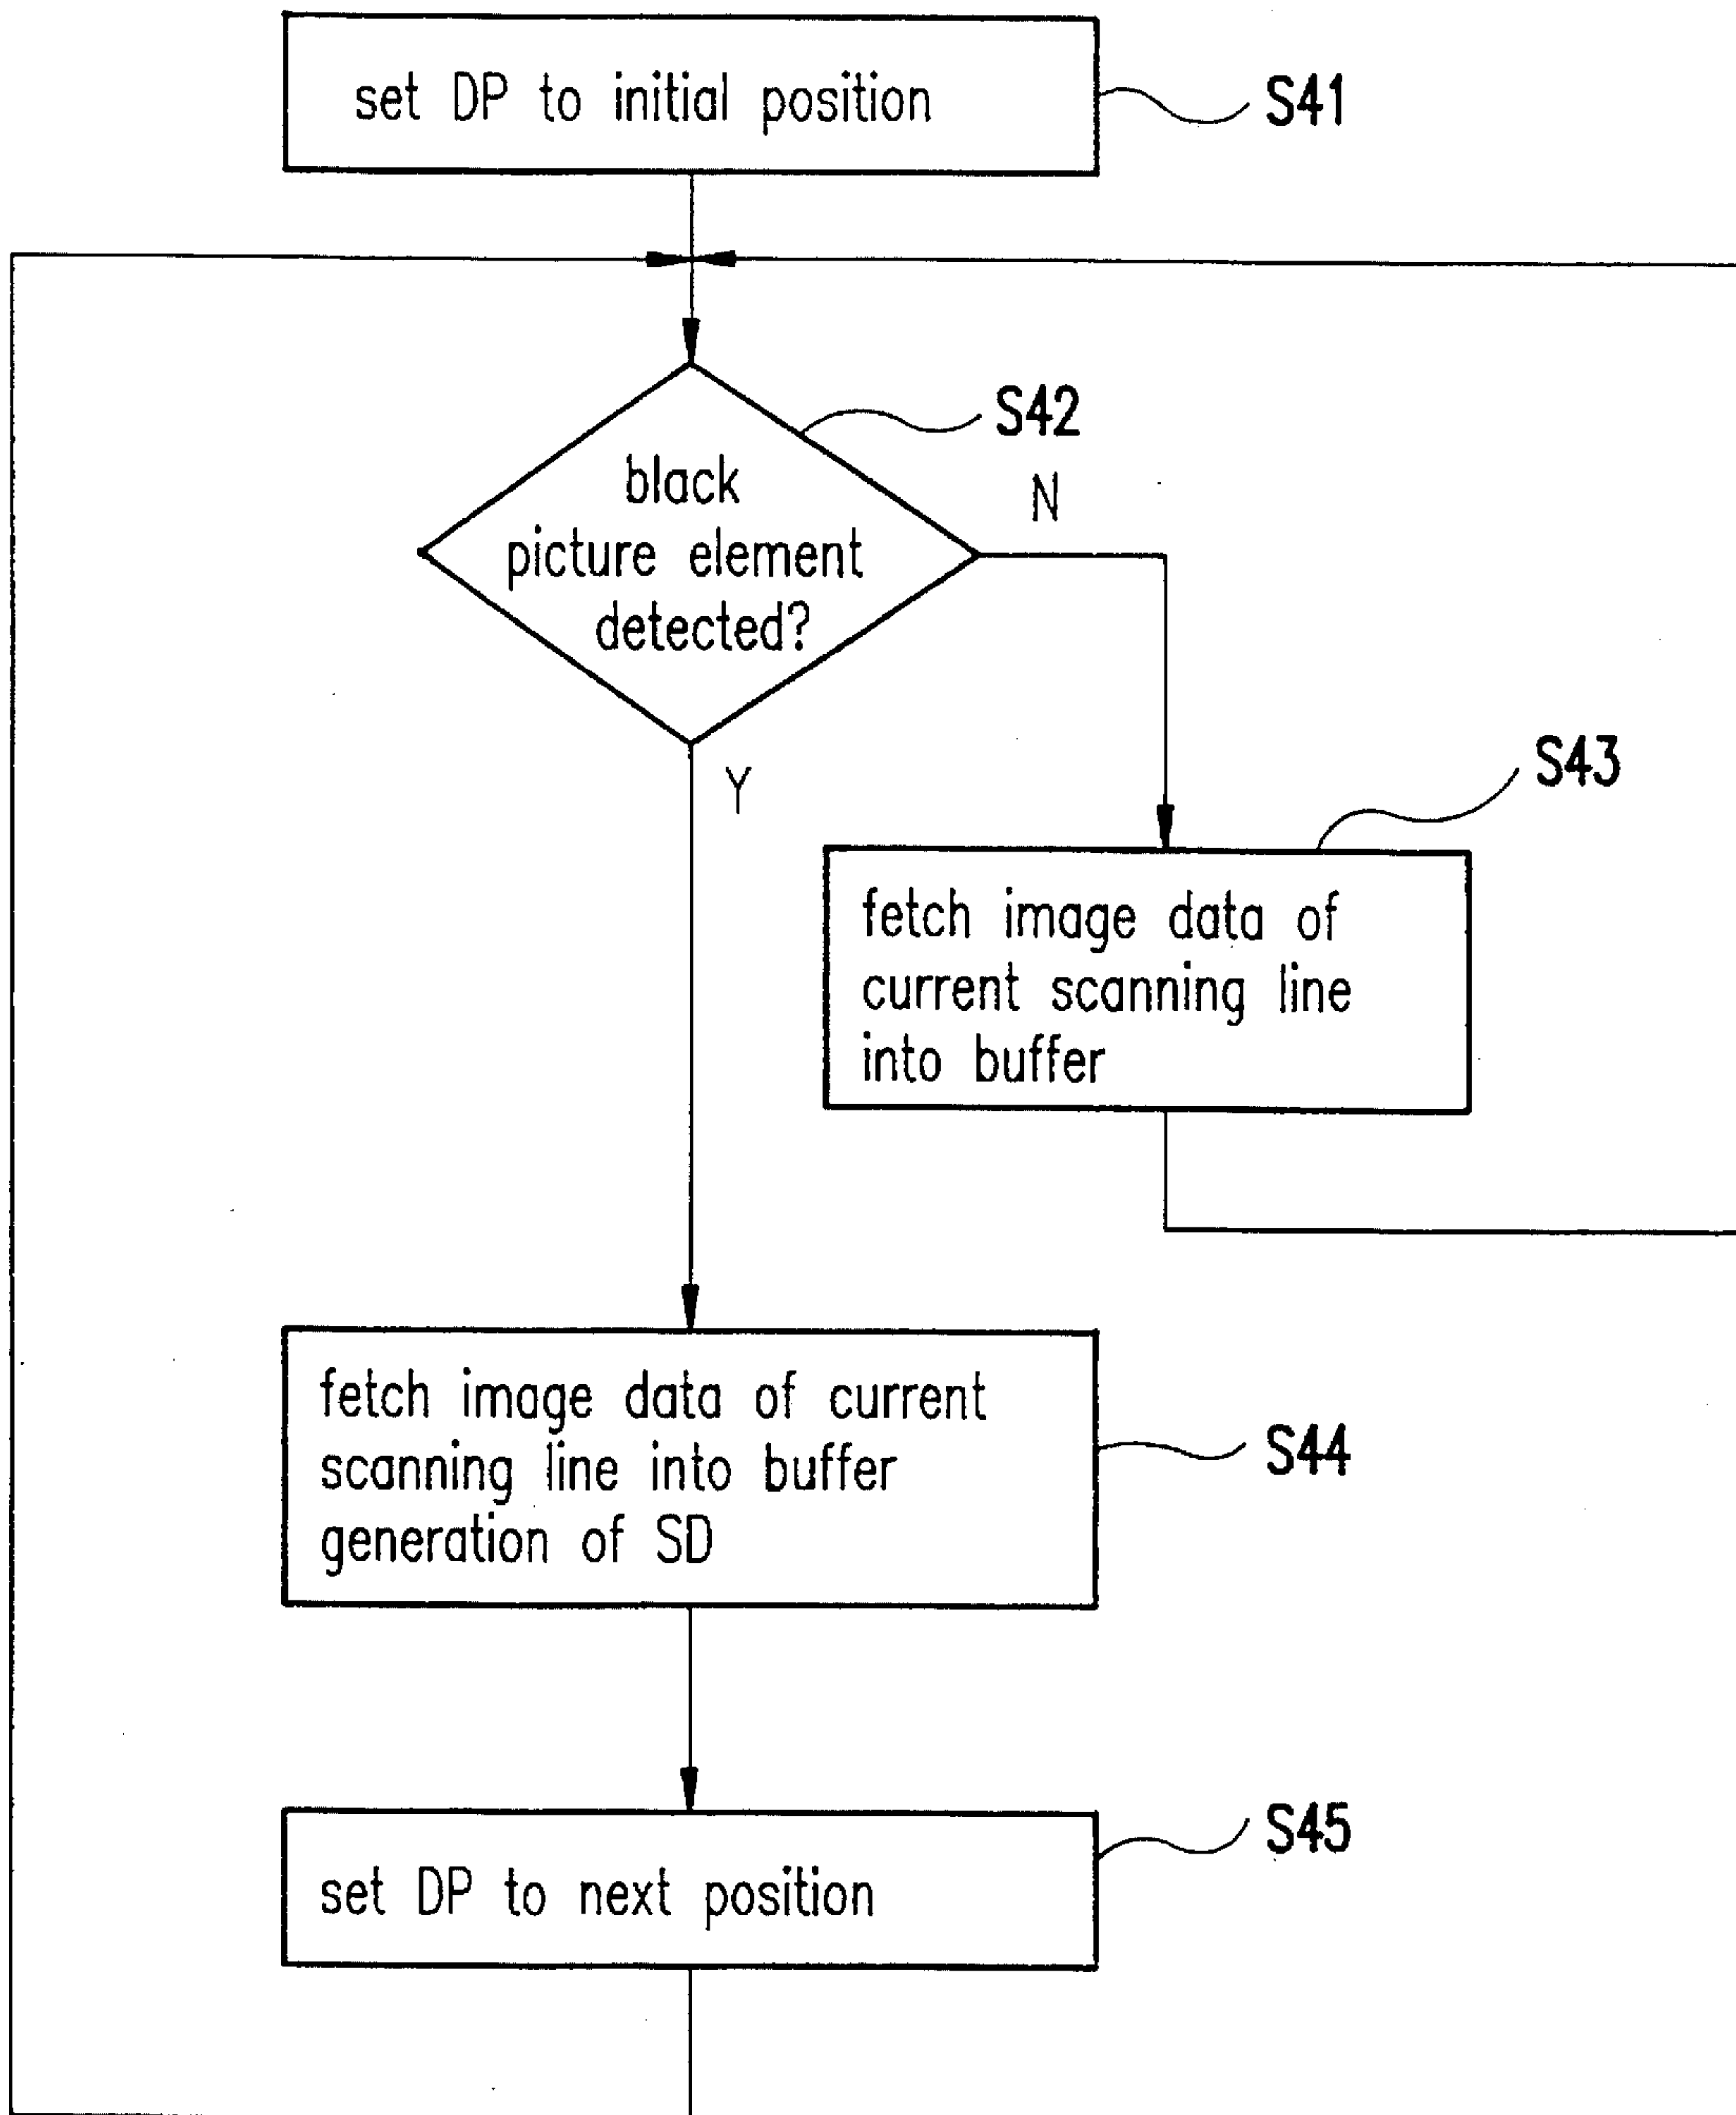 set DP to initial position
S41
S42
black
picture element
detected?
N
Y
S43
fetch image data of
current scanning line
into buffer
fetch image data of current
scanning line into buffer
generation of SD
S44
S45
set DP to next position